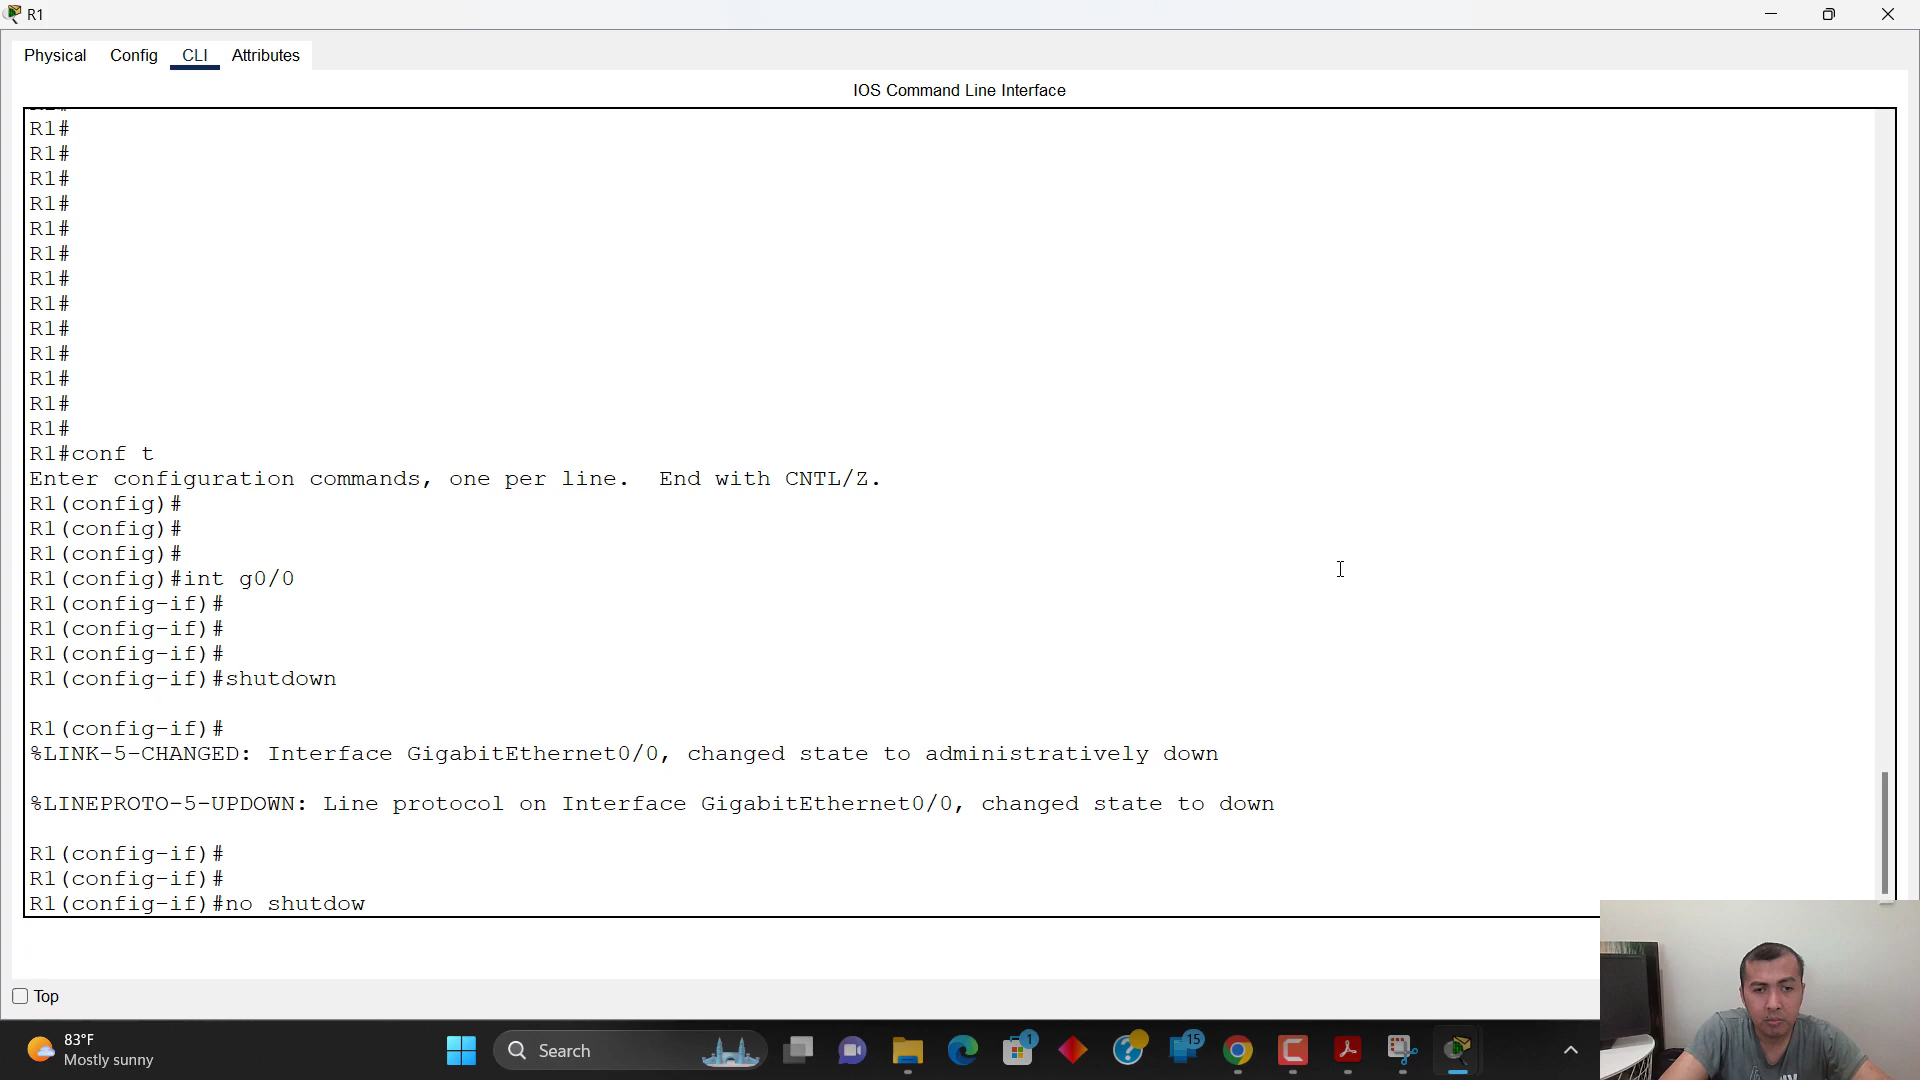 R1
Physical Config CLI Attributes
IOS Command Line Interface
R1#
R1#
R1#
R1#
R1#
R1#
R1#
R1#
R1#
R1#
R1#
R1#
R1#
R1#conf t
Enter configuration commands, one per line. End with CNTL/Z.
R1(config)#
R1(config)#
R1(config)#
R1(config)#int g0/0
R1(config-if)#
R1(config-if)#
R1(config-if)#
R1(config-if)#shutdown
R1(config-if)#
%LINK-5-CHANGED: Interface GigabitEthernet0/0, changed state to administratively down
%LINEPROTO-5-UPDOWN: Line protocol on Interface GigabitEthernet0/0, changed state to down
R1(config-if)#
R1(config-if)#
R1(config-if)#no shutdow
Top
83°F
Mostly sunny
Search
1
15